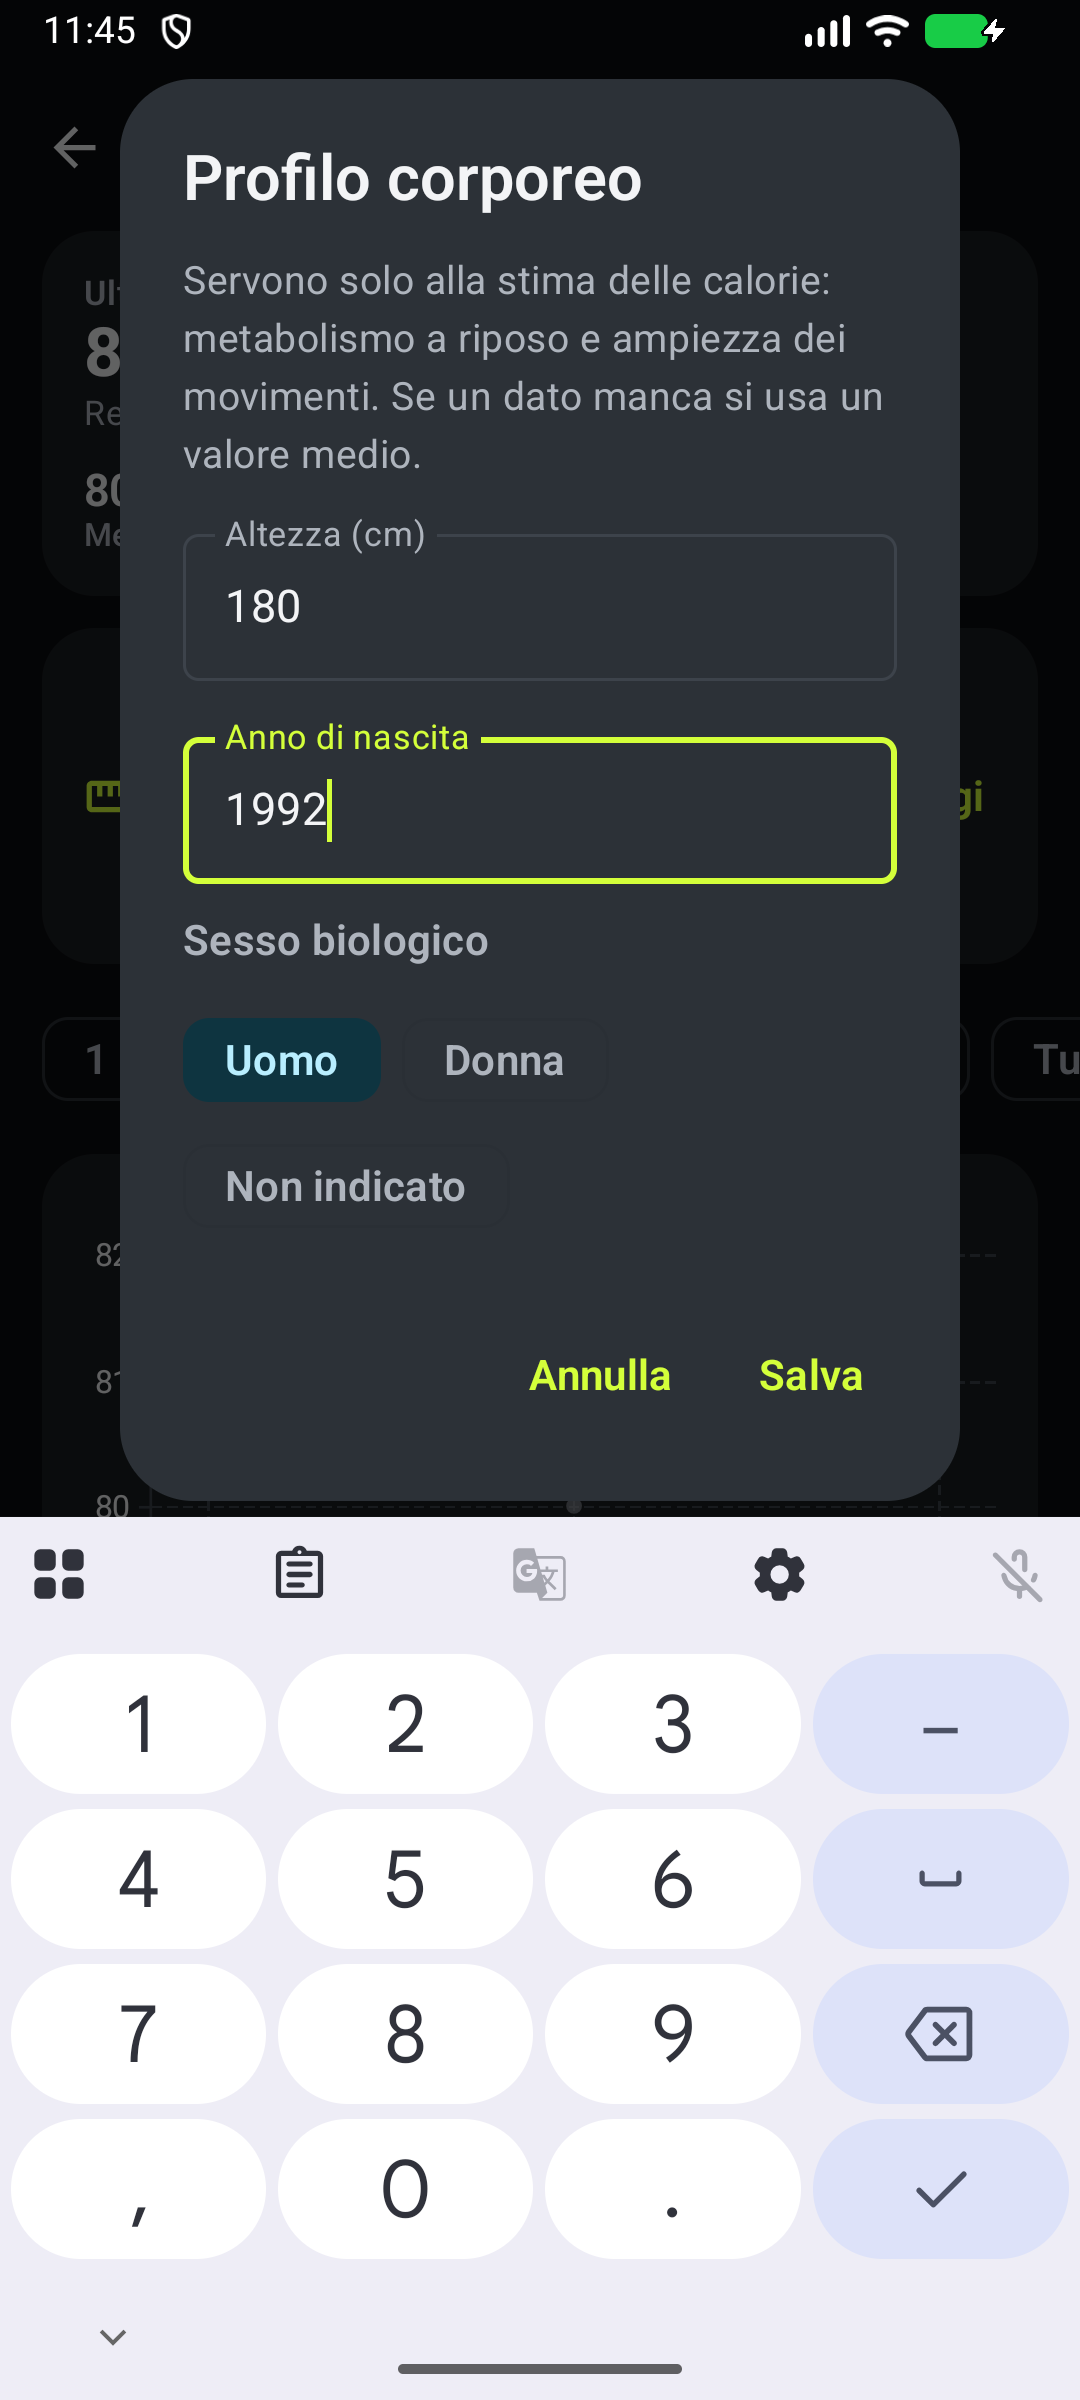 11:45
Profilo corporeo
Servono solo alla stima delle calorie:
metabolismo a riposo e ampiezza dei
movimenti. Se un dato manca si usa un
valore medio.
Altezza (cm)
180
Anno di nascita
1992
Sesso biologico
Uomo Donna
Non indicato
Annulla Salva
80
1 2 3 –
4 5 6
7 8 9
, 0 .